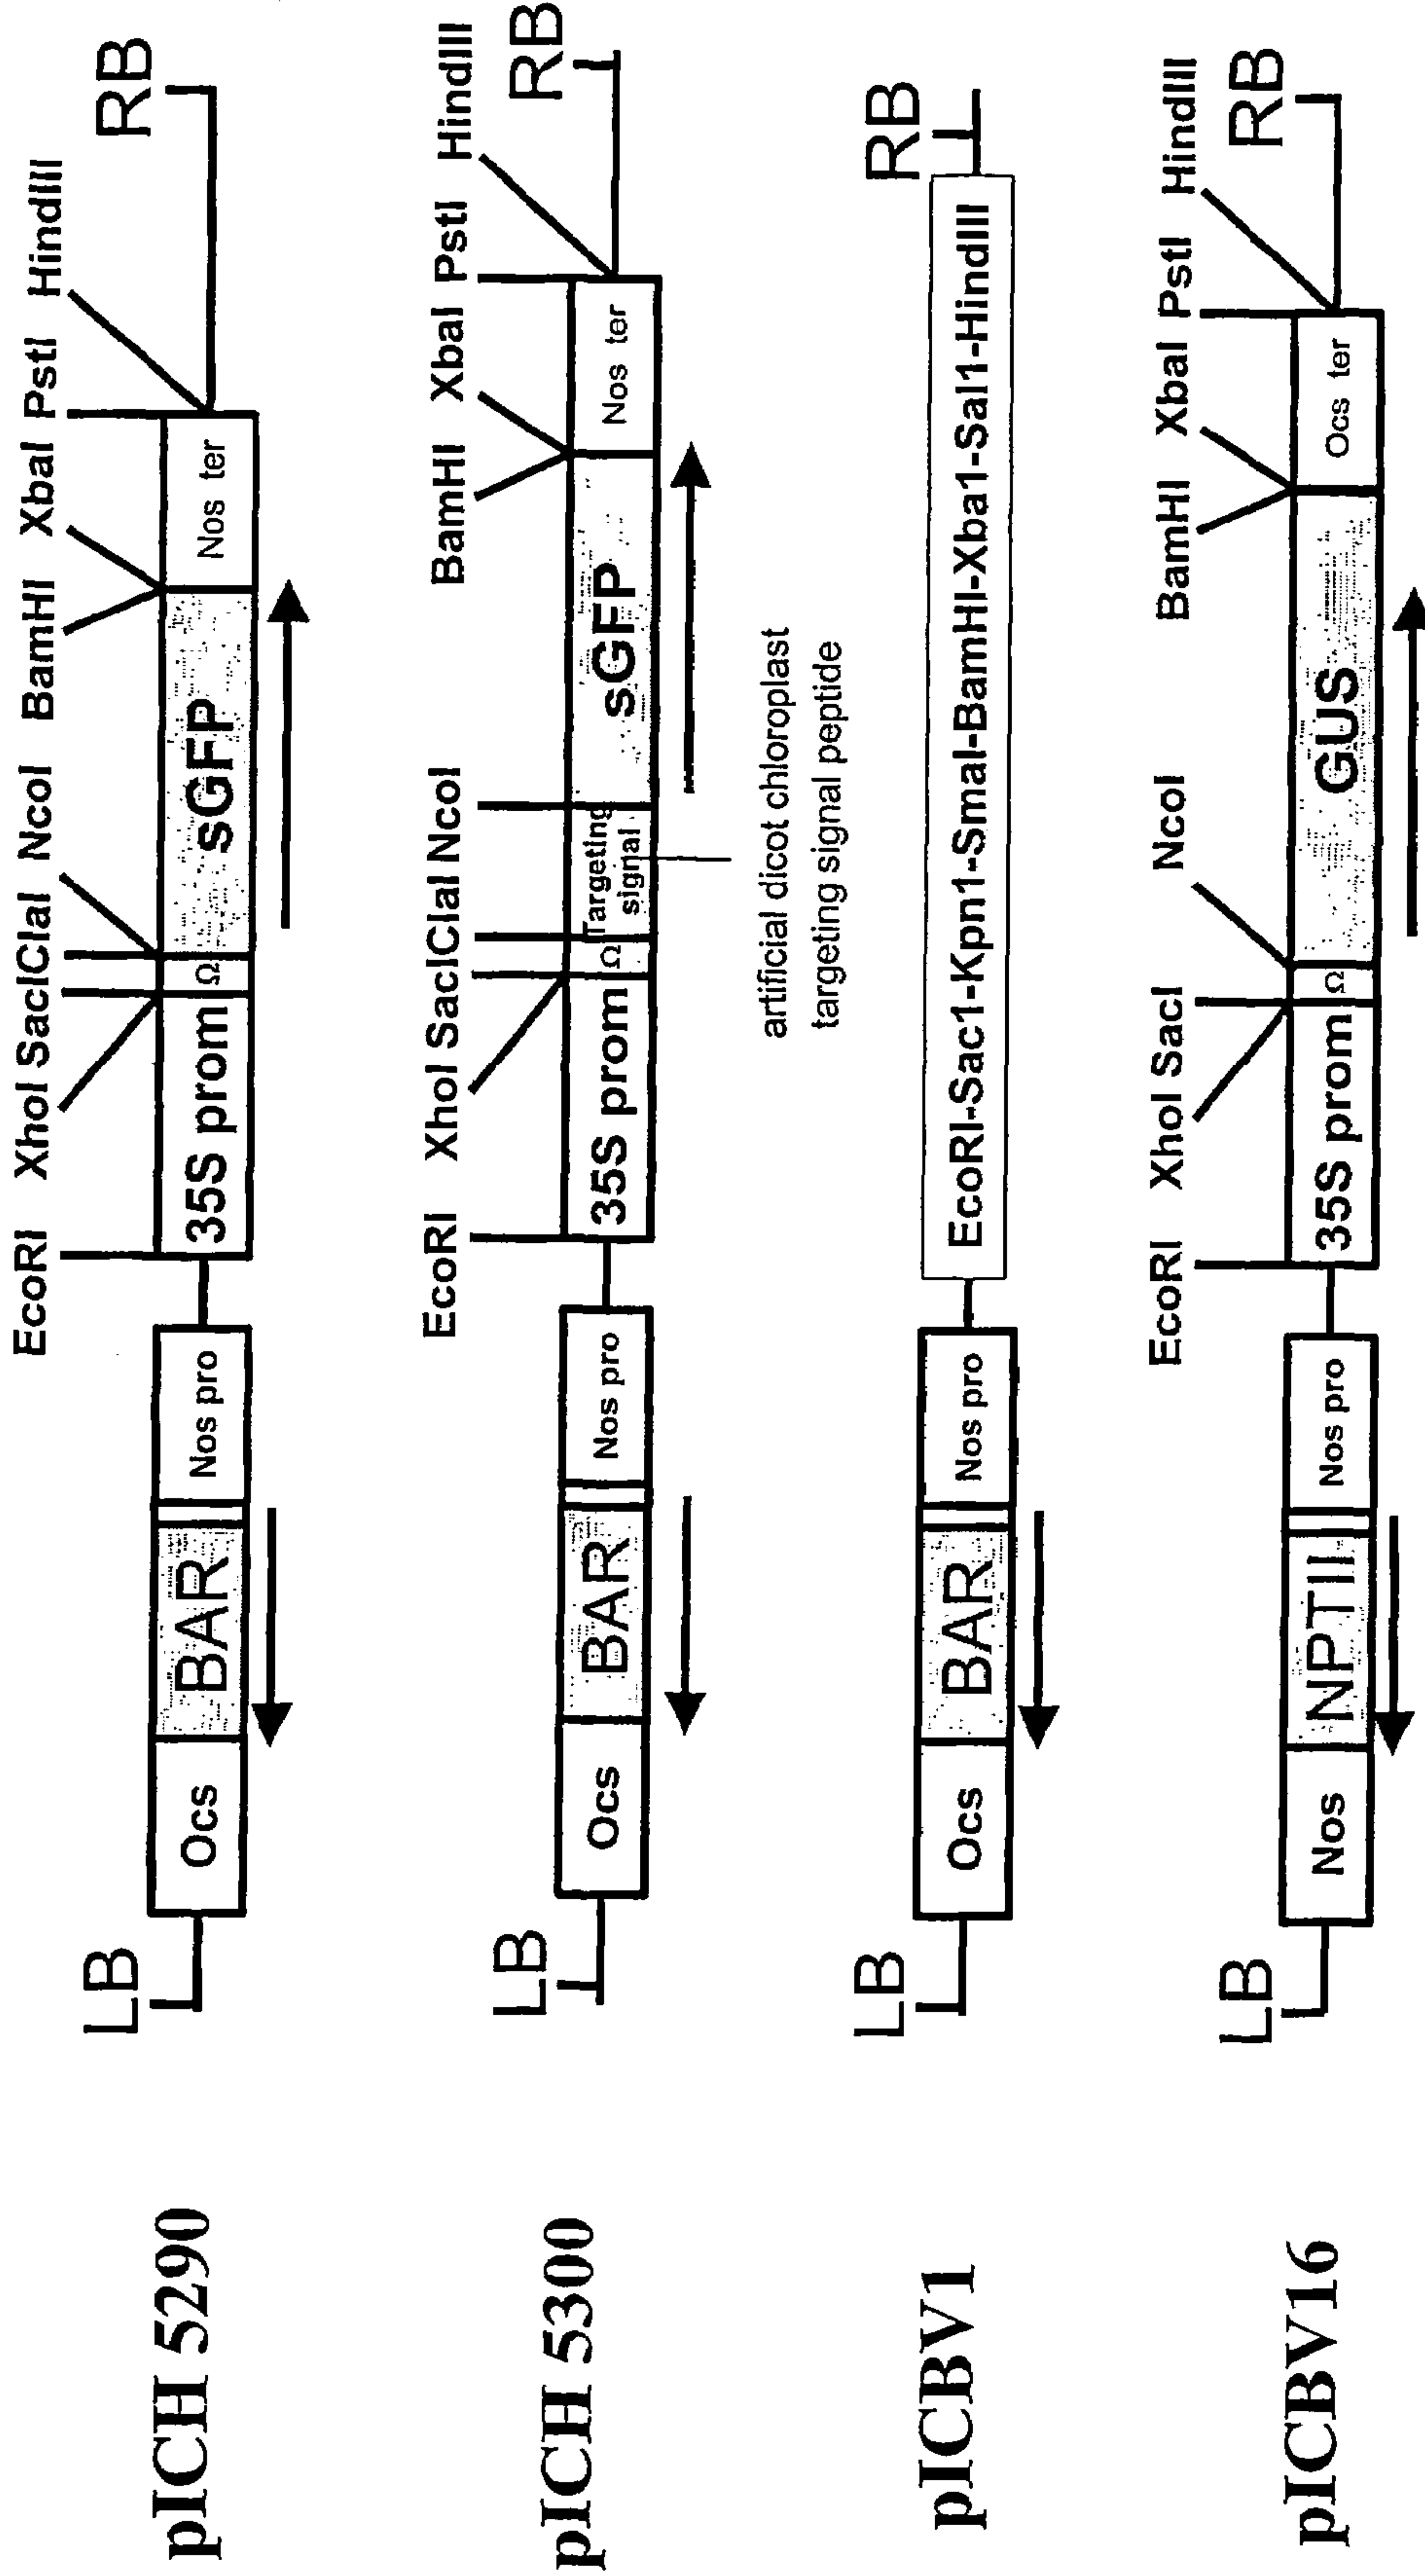 pICH 5290
LB
Ocs
BAR
Nos pro
EcoRI
XhoI
SacI
ClaI
NcoI
BamHI
XbaI
PstI
HindIII
35S prom
Ω
sGFP
Nos ter
RB
pICH 5300
LB
Ocs
BAR
Nos pro
EcoRI
XhoI
SacI
ClaI
NcoI
BamHI
XbaI
PstI
HindIII
35S prom
Ω
Targeting
signal
sGFP
Nos ter
RB
artificial dicot chloroplast
targeting signal peptide
pICBV1
LB
Ocs
BAR
Nos pro
EcoRI-Sac1-Kpn1-SmaI-BamHI-Xba1-Sal1-HindIII
RB
pICBV16
LB
Nos
NPTII
Nos pro
EcoRI
XhoI
SacI
NcoI
BamHI
XbaI
PstI
HindIII
35S prom
Ω
GUS
Ocs ter
RB